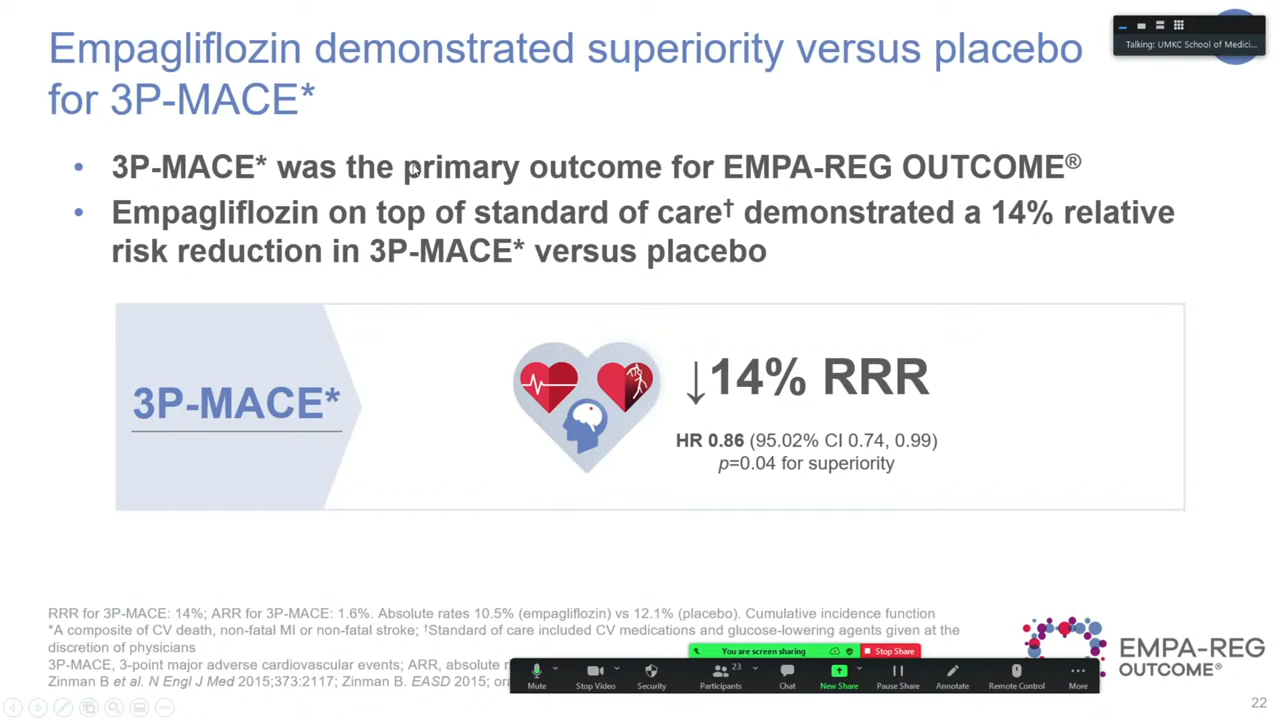 Empagliflozin demonstrated superiority versus placebo
for 3P-MACE*
Talking: UMKC School of Medici...
• 3P-MACE* was the primary outcome for EMPA-REG OUTCOME®
• Empagliflozin on top of standard of care† demonstrated a 14% relative
risk reduction in 3P-MACE* versus placebo
3P-MACE*
↓14% RRR
HR 0.86 (95.02% CI 0.74, 0.99)
p=0.04 for superiority
RRR for 3P-MACE: 14%; ARR for 3P-MACE: 1.6%. Absolute rates 10.5% (empagliflozin) vs 12.1% (placebo). Cumulative incidence function
*A composite of CV death, non-fatal MI or non-fatal stroke; †Standard of care included CV medications and glucose-lowering agents given at the
discretion of physicians
3P-MACE, 3-point major adverse cardiovascular events; ARR, absolute
Zinman B et al. N Engl J Med 2015;373:2117; Zinman B. EASD 2015;
You are screen sharing
Stop Share
Mute
Stop Video
Security
Participants
23
Chat
New Share
Pause Share
Annotate
Remote Control
More
EMPA-REG
OUTCOME®
22